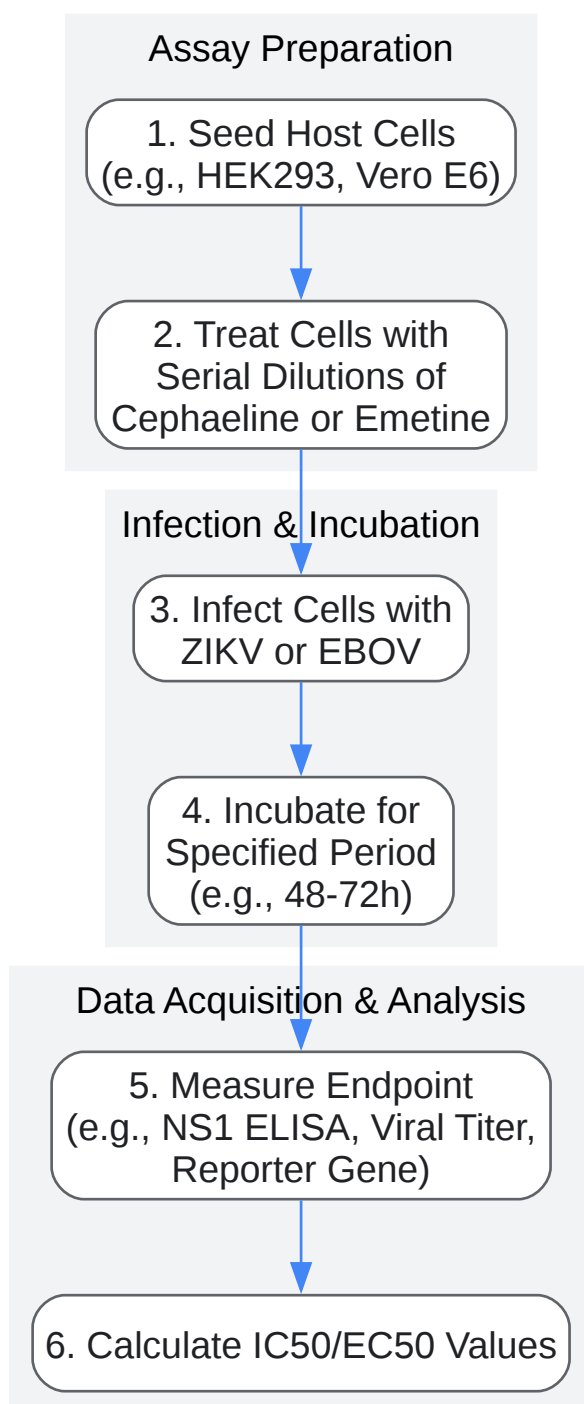 Assay Preparation
1. Seed Host Cells
(e.g., HEK293, Vero E6)
2. Treat Cells with
Serial Dilutions of
Cephaeline or Emetine
Infection & Incubation
3. Infect Cells with
ZIKV or EBOV
4. Incubate for
Specified Period
(e.g., 48-72h)
Data Acquisition & Analysis
5. Measure Endpoint
(e.g., NS1 ELISA, Viral Titer,
Reporter Gene)
6. Calculate IC50/EC50 Values